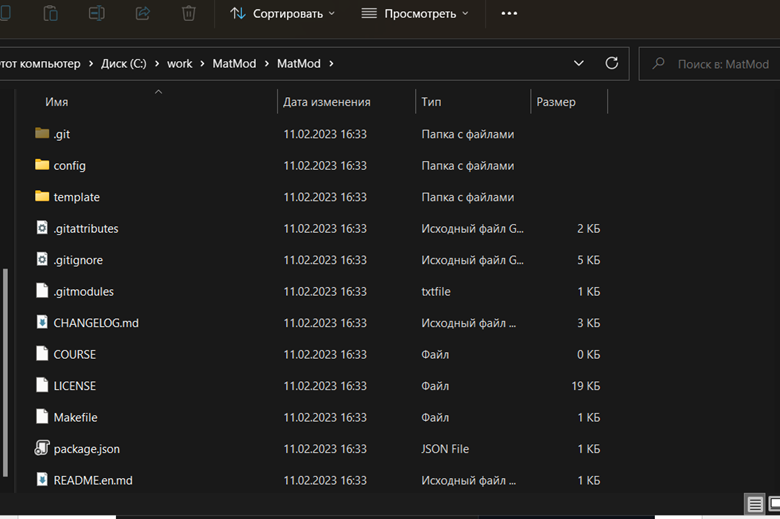 Сортировать Просмотреть
тот компьютер Диск (C:) work MatMod MatMod Поиск в: MatMod
Имя Дата изменения Тип Размер
.git 11.02.2023 16:33 Папка с файлами
config 11.02.2023 16:33 Папка с файлами
template 11.02.2023 16:33 Папка с файлами
.gitattributes 11.02.2023 16:33 Исходный файл G... 2 КБ
.gitignore 11.02.2023 16:33 Исходный файл G... 5 КБ
.gitmodules 11.02.2023 16:33 txtfile 1 КБ
CHANGELOG.md 11.02.2023 16:33 Исходный файл ... 3 КБ
COURSE 11.02.2023 16:33 Файл 0 КБ
LICENSE 11.02.2023 16:33 Файл 19 КБ
Makefile 11.02.2023 16:33 Файл 1 КБ
package.json 11.02.2023 16:33 JSON File 1 КБ
README.en.md 11.02.2023 16:33 Исходный файл ... 1 КБ